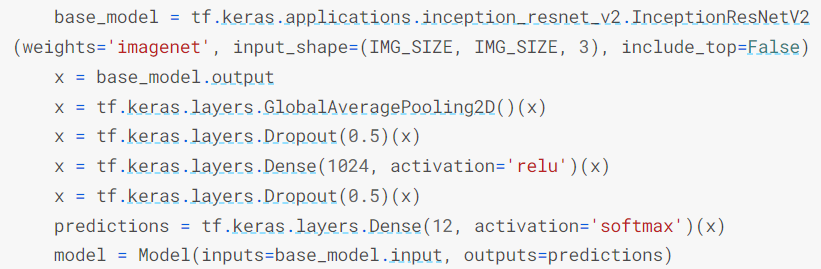 base_model = tf.keras.applications.inception_resnet_v2.InceptionResNetV2
(weights='imagenet', input_shape=(IMG_SIZE, IMG_SIZE, 3), include_top=False)
x = base_model.output
x = tf.keras.layers.GlobalAveragePooling2D()(x)
x = tf.keras.layers.Dropout(0.5)(x)
x = tf.keras.layers.Dense(1024, activation='relu')(x)
x = tf.keras.layers.Dropout(0.5)(x)
predictions = tf.keras.layers.Dense(12, activation='softmax')(x)
model = Model(inputs=base_model.input, outputs=predictions)